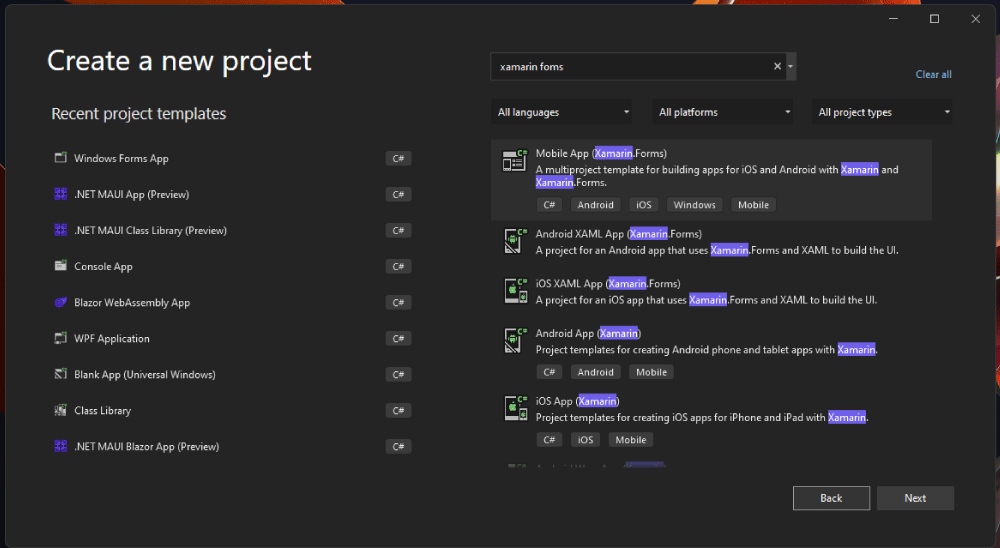 Create a new project
Recent project templates
Windows Forms App
C#
.NET MAUI App (Preview)
C#
.NET MAUI Class Library (Preview)
C#
Console App
C#
Blazor WebAssembly App
C#
WPF Application
C#
Blank App (Universal Windows)
C#
Class Library
C#
.NET MAUI Blazor App (Preview)
C#
xamarin foms
Clear all
All languages
All platforms
All project types
Mobile App (Xamarin.Forms)
A multiproject template for building apps for iOS and Android with Xamarin and
Xamarin.Forms.
C# Android iOS Windows Mobile
Android XAML App (Xamarin.Forms)
A project for an Android app that uses Xamarin.Forms and XAML to build the UI.
iOS XAML App (Xamarin.Forms)
A project for an iOS app that uses Xamarin.Forms and XAML to build the UI.
Android App (Xamarin)
Project templates for creating Android phone and tablet apps with Xamarin.
C# Android Mobile
iOS App (Xamarin)
Project templates for creating iOS apps for iPhone and iPad with Xamarin.
C# iOS Mobile
Back
Next